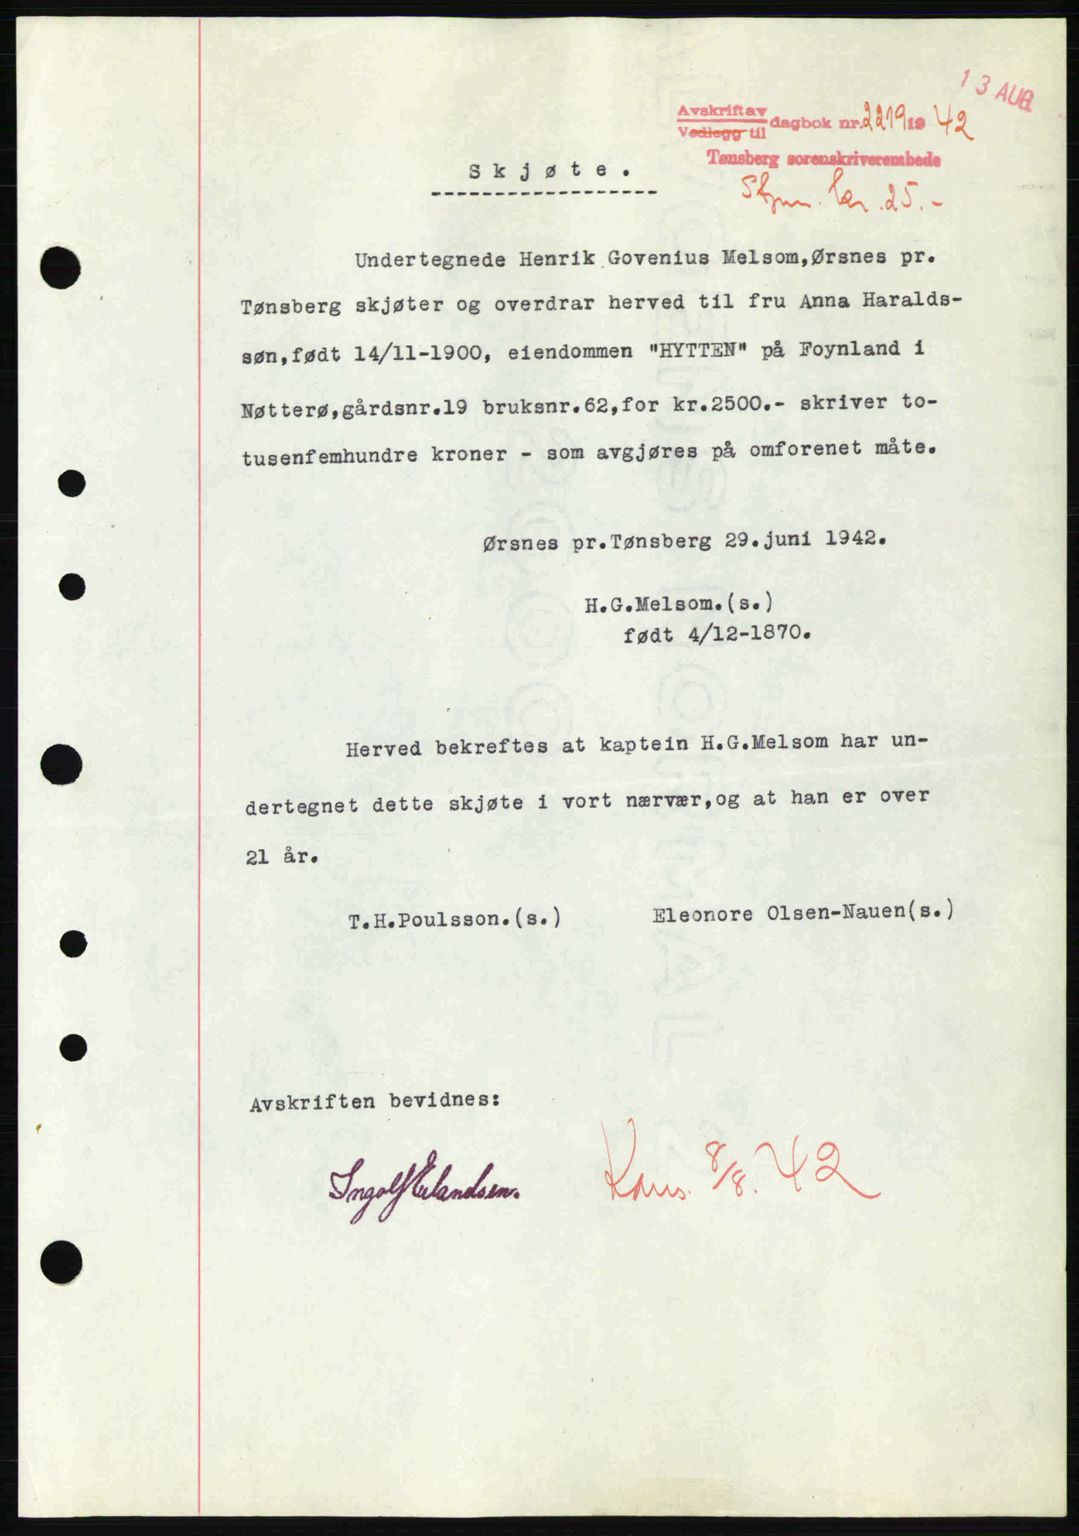 13 AUG.
Avskrift av
Vedlegg til dagbok nr. 2219 19 42
Tønsberg sorenskriverembede
25.-
Skjøte.
Undertegnede Henrik Govenius Melsom,Ørsnes pr.
Tønsberg skjøter og overdrar herved til fru Anna Haralds-
søn,født 14/11-1900, eiendommen "HYTTEN" på Foynland i
Nøtterø,gårdsnr.19 bruksnr.62,for kr.2500.- skriver to-
tusenfemhundre kroner - som avgjøres på omforenet måte.
Ørsnes pr.Tønsberg 29.juni 1942.
H.G.Melsom.(s.)
født 4/12-1870.
Herved bekreftes at kaptein H.G.Melsom har un-
dertegnet dette skjøte i vort nærvær,og at han er over
21 år.
T.H.Poulsson.(s.) Eleonore Olsen-Nauen(s.)
Avskriften bevidnes:
Ingolf Erlandsen.
Kons. 8/8. 42